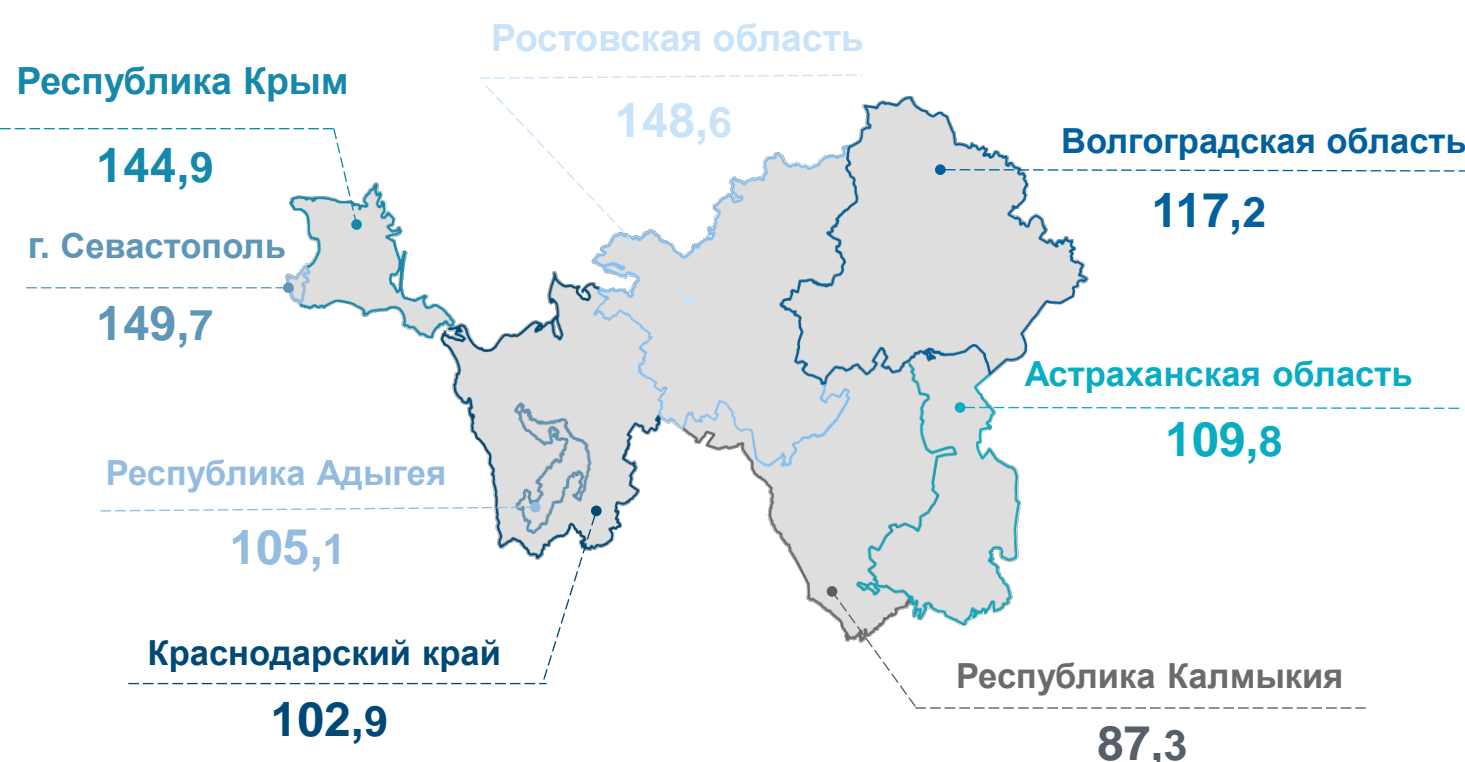 Ростовская область
148,6
Республика Крым
144,9
Волгоградская область
117,2
г. Севастополь
149,7
Астраханская область
109,8
Республика Адыгея
105,1
Краснодарский край
102,9
Республика Калмыкия
87,3